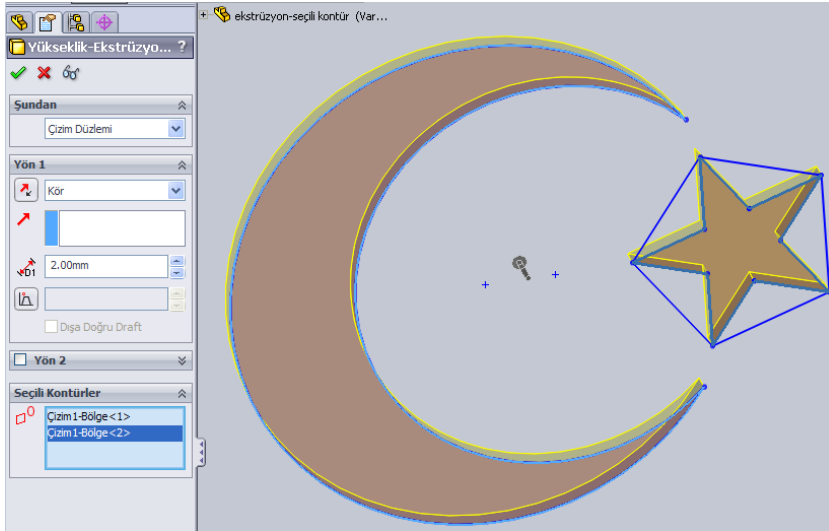 ekstrüzyon-seçili kontür (Var...
Yükseklik-Ekstrüzyo... ?
Şundan
Çizim Düzlemi
Yön 1
Kör
D1
2.00mm
Dışa Doğru Draft
Yön 2
Seçili Kontürler
Çizim1-Bölge<1>
Çizim1-Bölge<2>